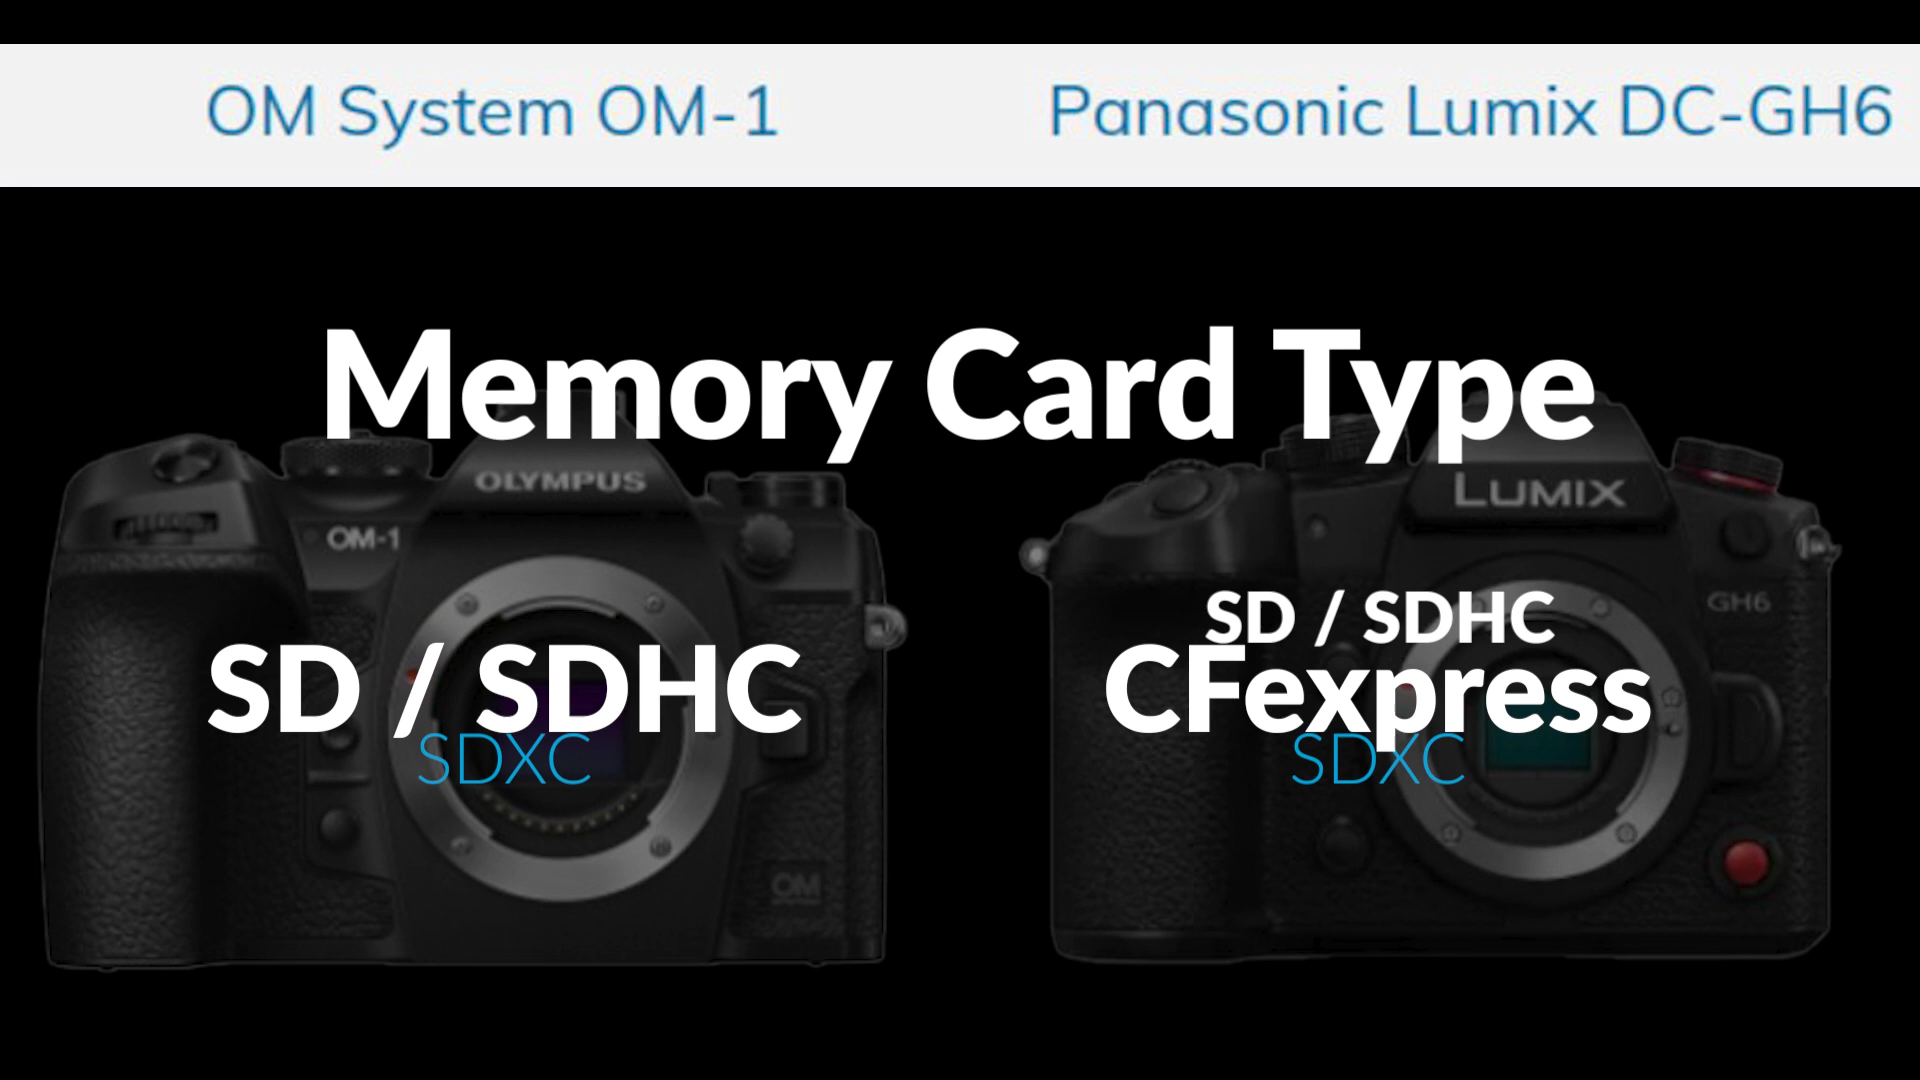 OM System OM-1
Panasonic Lumix DC-GH6
Memory Card Type
OLYMPUS
OM-1
LUMIX
GH6
SD / SDHC
SDXC
SD / SDHC
CFexpress
SDXC
OM